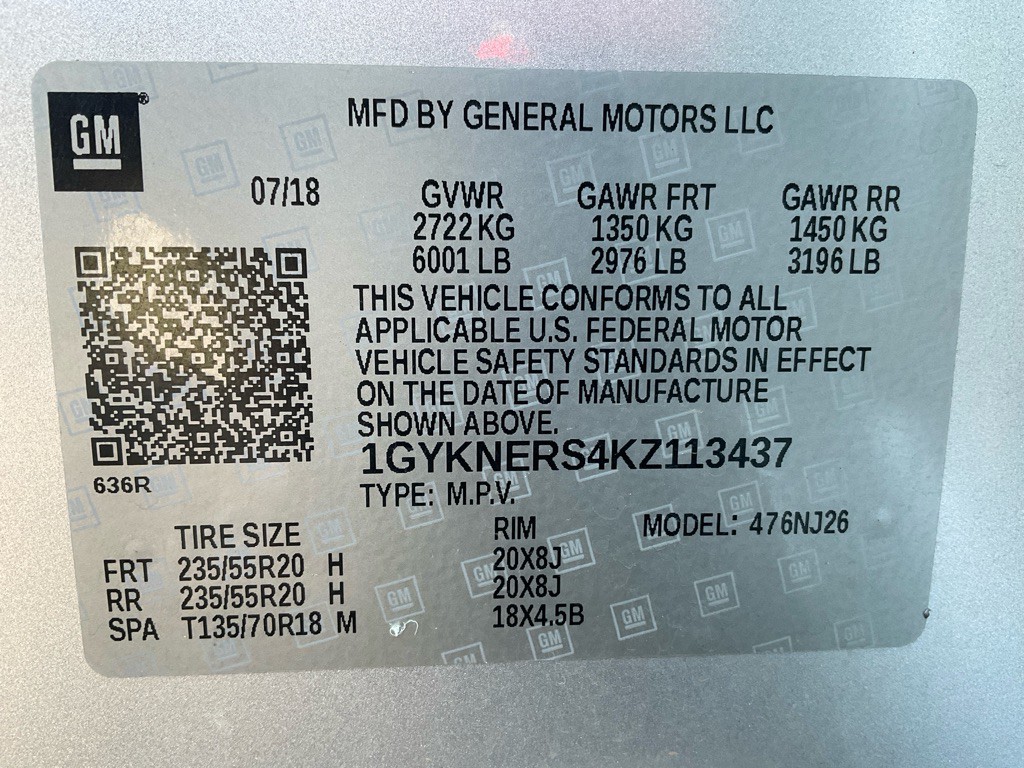 GM
MFD BY GENERAL MOTORS LLC
07/18 GVWR GAWR FRT GAWR RR
2722 KG 1350 KG 1450 KG
6001 LB 2976 LB 3196 LB
THIS VEHICLE CONFORMS TO ALL
APPLICABLE U.S. FEDERAL MOTOR
VEHICLE SAFETY STANDARDS IN EFFECT
ON THE DATE OF MANUFACTURE
SHOWN ABOVE.
1GYKNERS4KZ113437
636R
TYPE: M.P.V.
TIRE SIZE RIM MODEL: 476NJ26
FRT 235/55R20 H 20X8J
RR 235/55R20 H 20X8J
SPA T135/70R18 M 18X4.5B